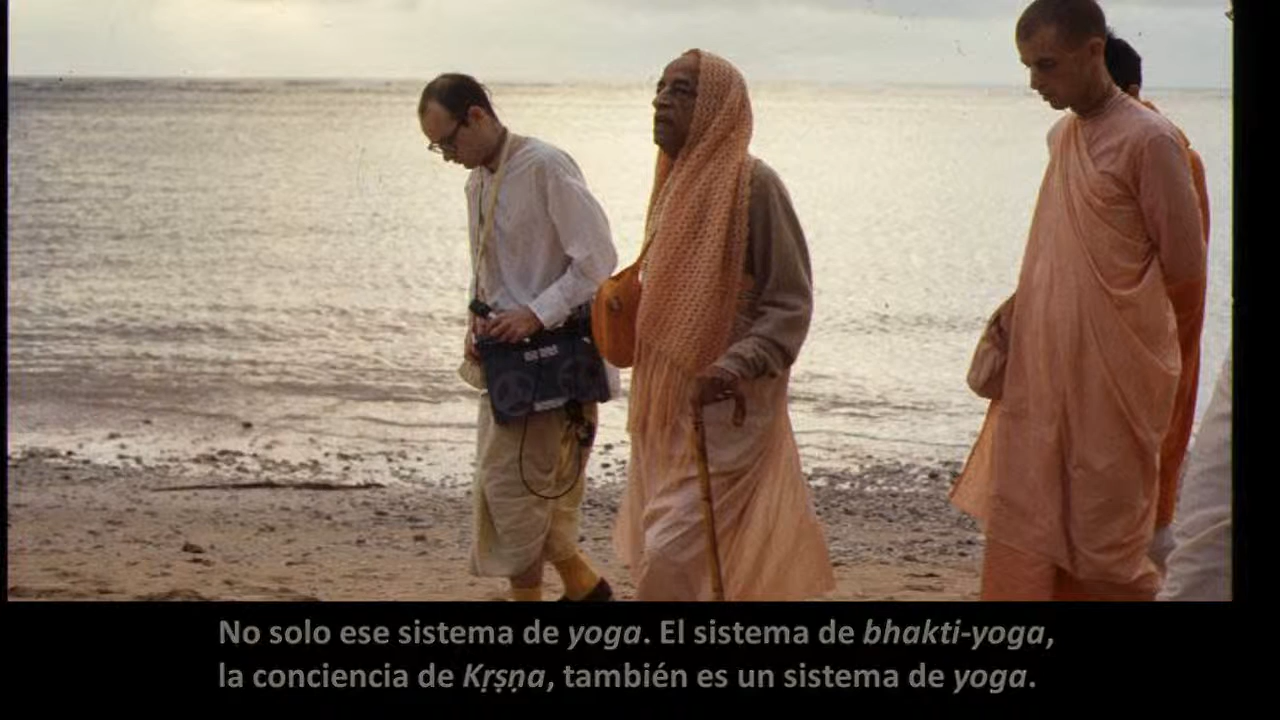 No solo ese sistema de yoga. El sistema de bhakti-yoga,
la conciencia de Kṛṣṇa, también es un sistema de yoga.